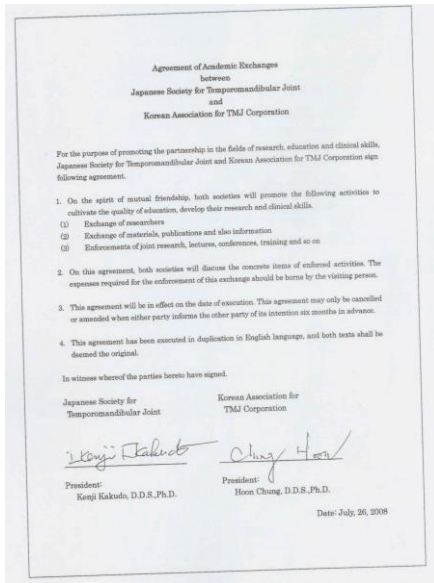 Agreement of Academic Exchanges
between
Japanese Society for Temporomandibular Joint
and
Korean Association for TMJ Corporation
For the purpose of promoting the partnership in the fields of research, education and clinical skills,
Japanese Society for Temporomandibular Joint and Korean Association for TMJ Corporation sign
following agreement.
1. On the spirit of mutual friendship, both societies will promote the following activities to
cultivate the quality of education, develop their research and clinical skills.
(1) Exchange of researchers
(2) Exchange of materials, publications and also information
(3) Enforcements of joint research, lectures, conferences, training and so on
2. On this agreement, both societies will discuss the concrete items of enforced activities. The
expenses required for the enforcement of this exchange should be borne by the visiting person.
3. This agreement will be in effect on the date of execution. This agreement may only be cancelled
or amended when either party informs the other party of its intention six months in advance.
4. This agreement has been executed in duplication in English language, and both texts shall be
deemed the original.
In witness whereof the parties hereto have signed.
Japanese Society for
Temporomandibular Joint
Korean Association for
TMJ Corporation
Kenji Kakudo
Chung Hoon
President:
Kenji Kakudo, D.D.S.,Ph.D.
President:
Hoon Chung, D.D.S.,Ph.D.
Date: July, 26, 2008